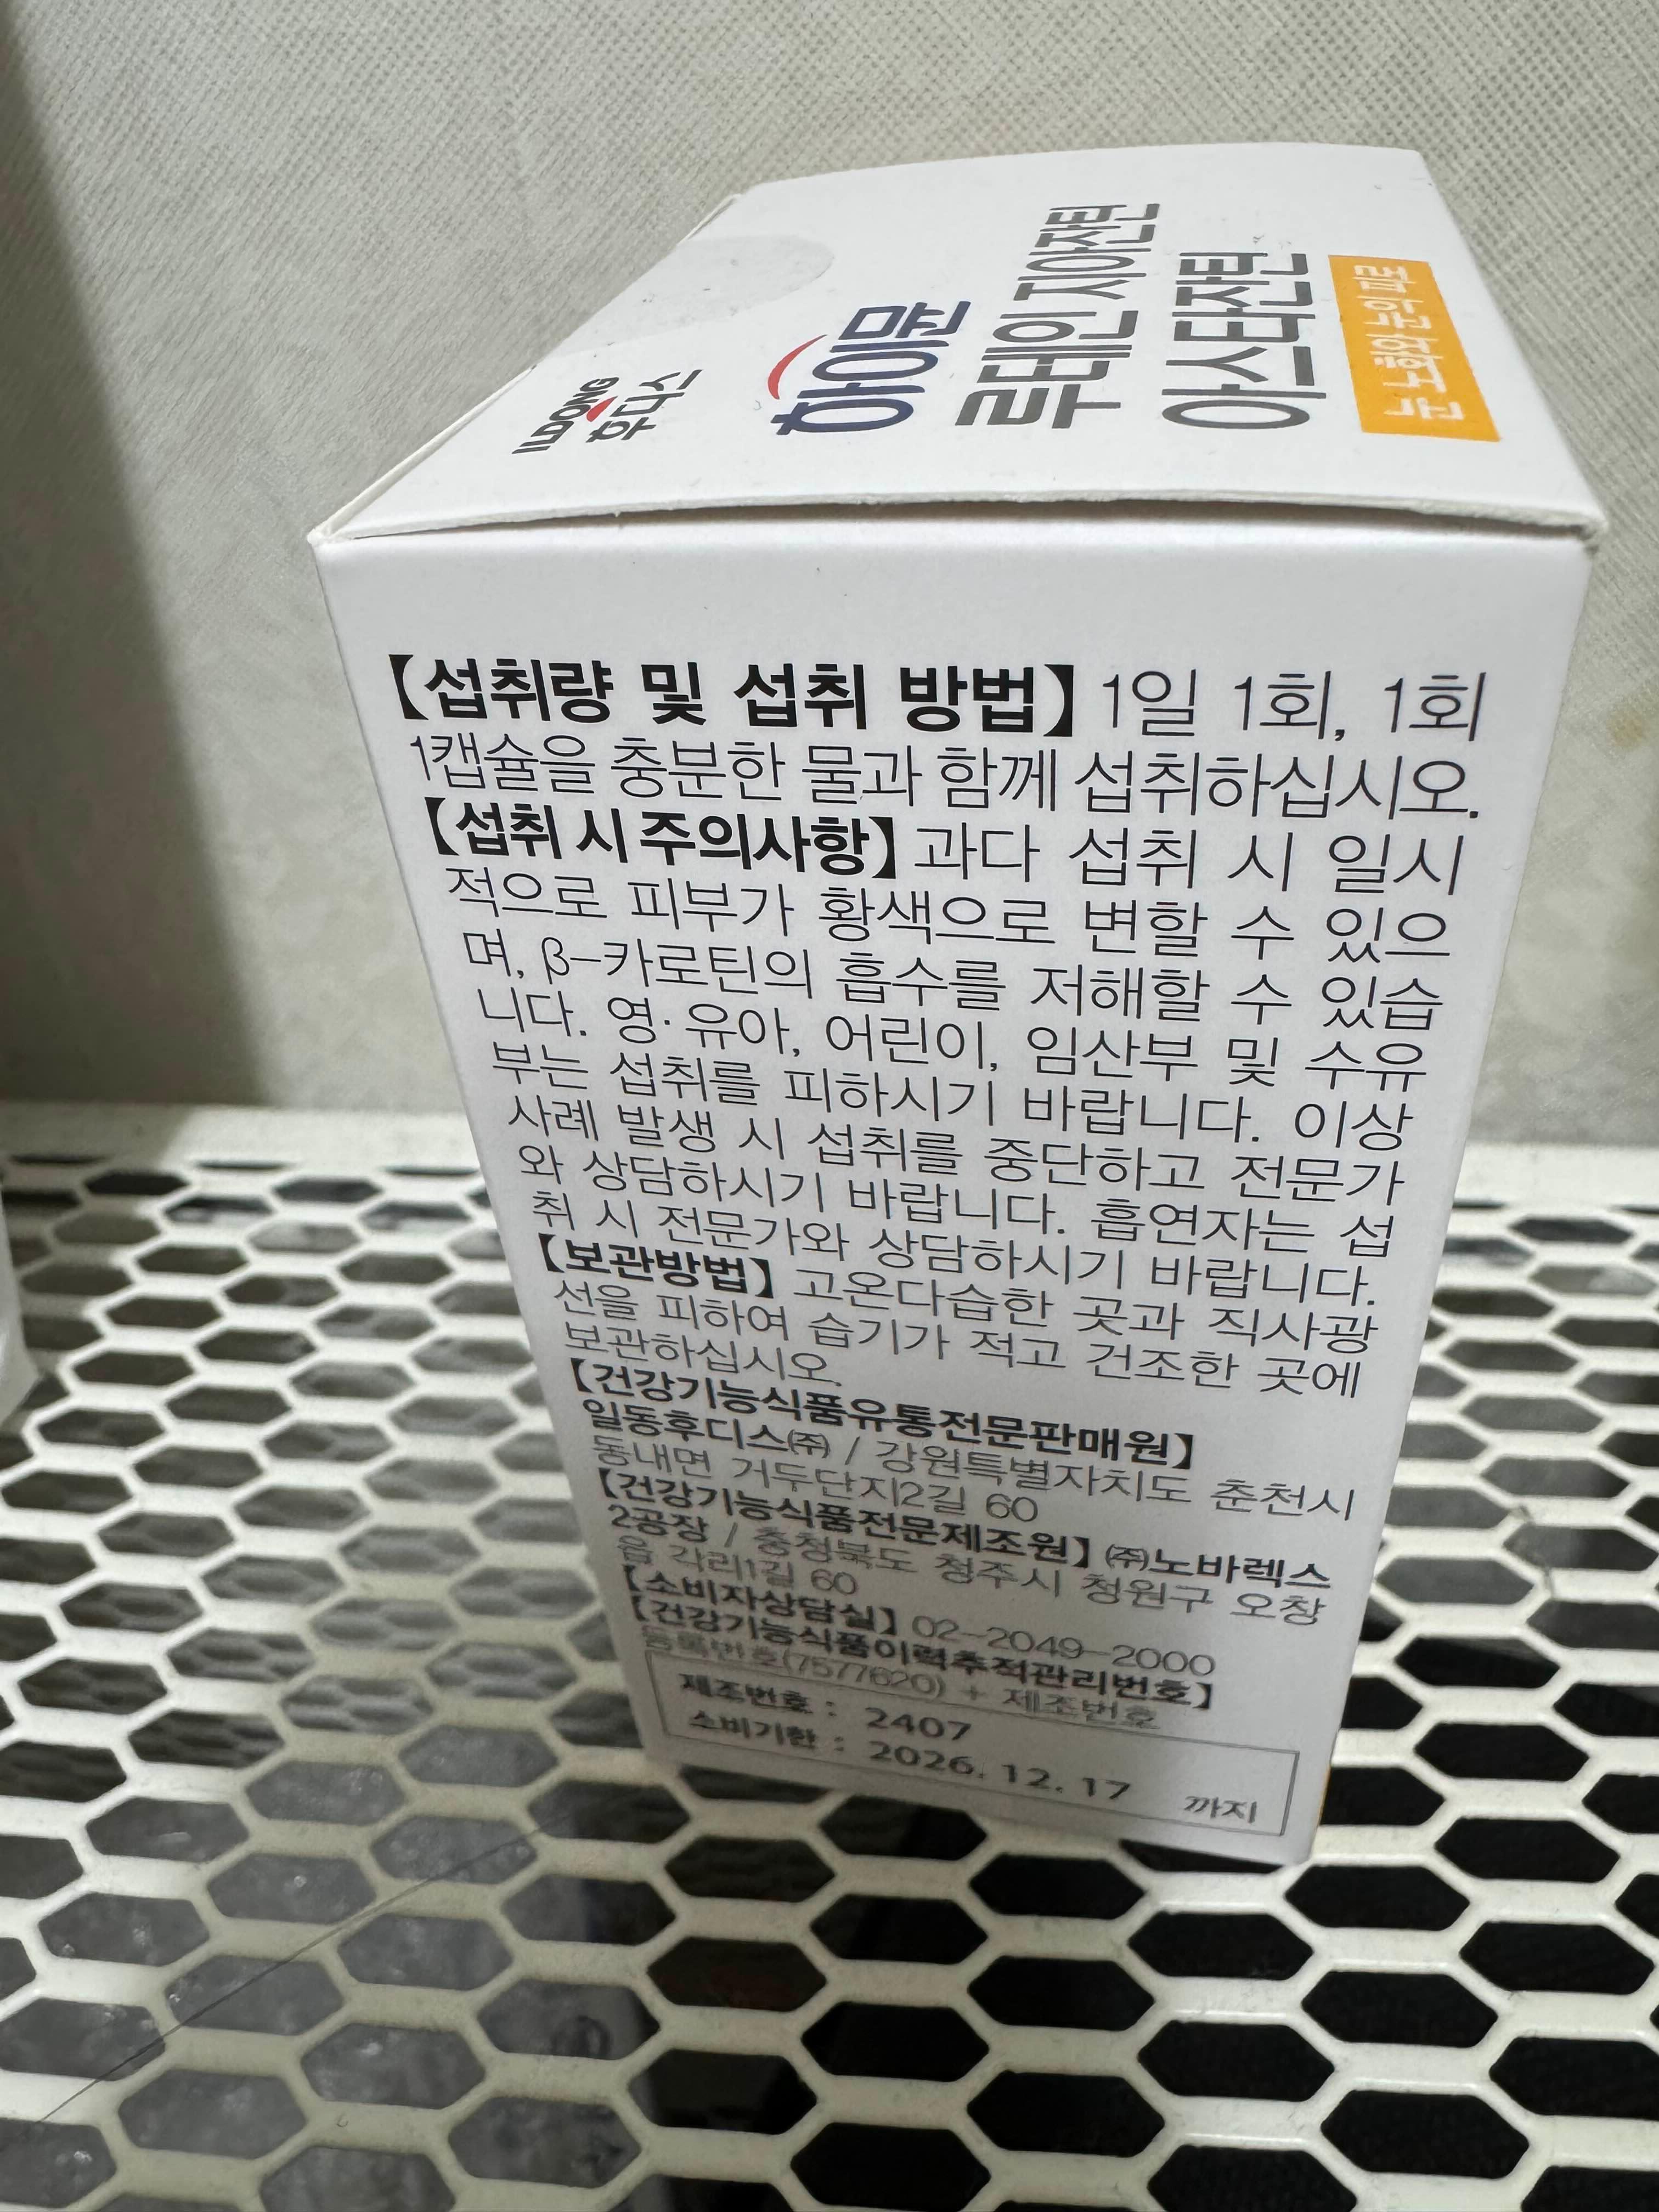 ILDONG
후디스
하이뮨
루테인 지아잔틴
아스타잔틴
눈 노화와 눈의 피로
【섭취량 및 섭취 방법】 1일 1회, 1회
1캡슐을 충분한 물과 함께 섭취하십시오.
【섭취 시 주의사항】 과다 섭취 시 일시
적으로 피부가 황색으로 변할 수 있으
며, β-카로틴의 흡수를 저해할 수 있습
니다. 영·유아, 어린이, 임산부 및 수유
부는 섭취를 피하시기 바랍니다. 이상
사례 발생 시 섭취를 중단하고 전문가
와 상담하시기 바랍니다. 흡연자는 섭
취 시 전문가와 상담하시기 바랍니다.
【보관방법】 고온다습한 곳과 직사광
선을 피하여 습기가 적고 건조한 곳에
보관하십시오.
【건강기능식품유통전문판매원】
일동후디스㈜ / 강원특별자치도 춘천시
동내면 거두단지2길 60
【건강기능식품전문제조원】 ㈜노바렉스
2공장 / 충청북도 청주시 청원구 오창
읍 각리1길 60
【소비자상담실】 02-2049-2000
【건강기능식품이력추적관리번호】
등록번호(7577620) + 제조번호
제조번호 : 2407
소비기한 : 2026. 12. 17 까지